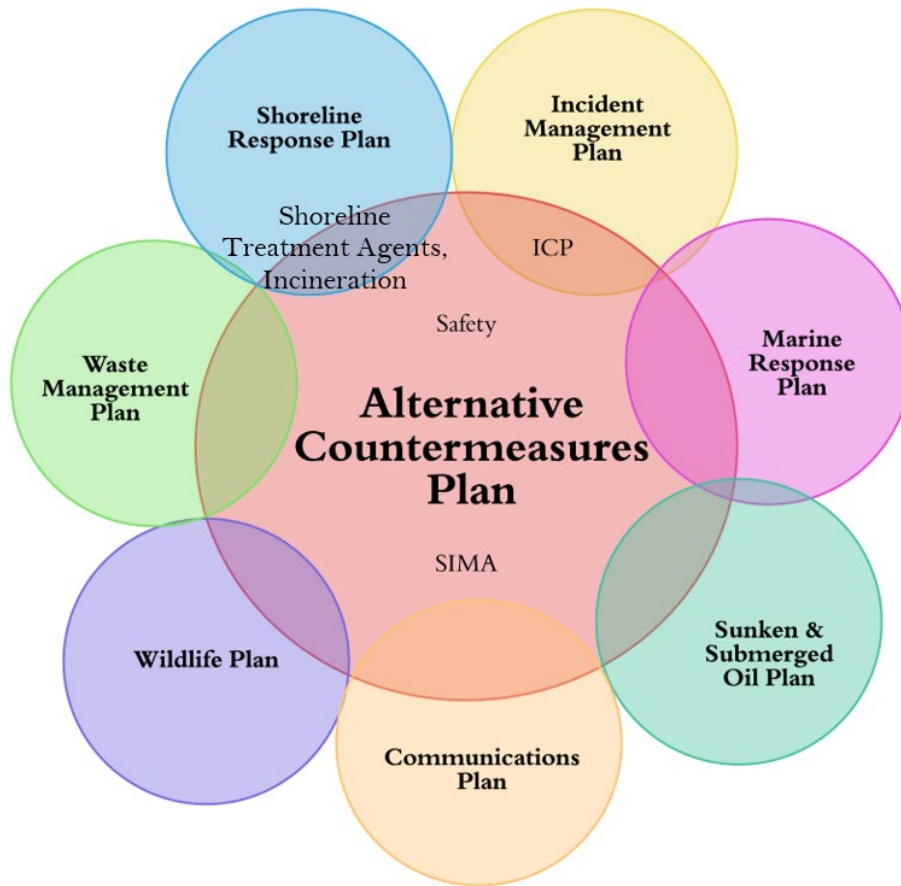 Shoreline
Response Plan
Incident
Management
Plan
Shoreline
Treatment Agents,
Incineration
ICP
Safety
Marine
Response
Plan
Waste
Management
Plan
Alternative
Countermeasures
Plan
SIMA
Wildlife Plan
Sunken &
Submerged
Oil Plan
Communications
Plan